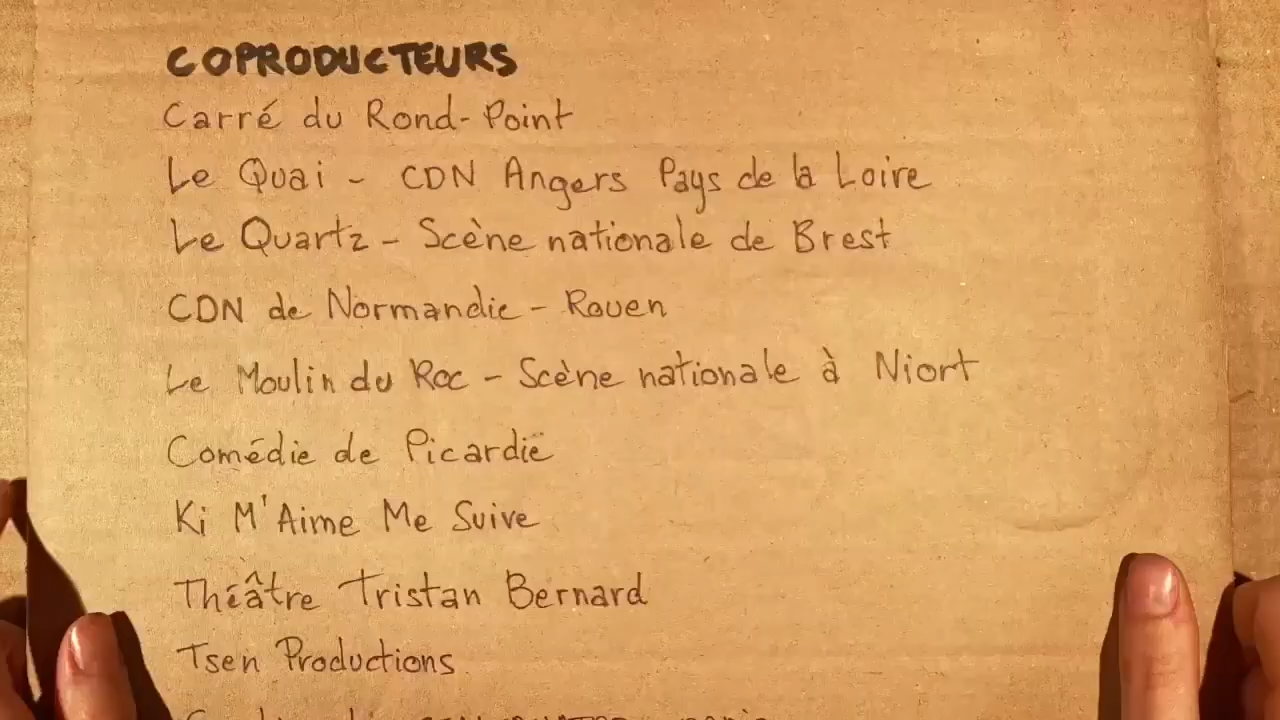 COPRODUCTEURS
Carré du Rond-Point
Le Quai - CDN Angers Pays de la Loire
Le Quartz - Scène nationale de Brest
CDN de Normandie - Rouen
Le Moulin du Roc - Scène nationale à Niort
Comédie de Picardie
Ki M'Aime Me Suive
Théâtre Tristan Bernard
Tsen Productions